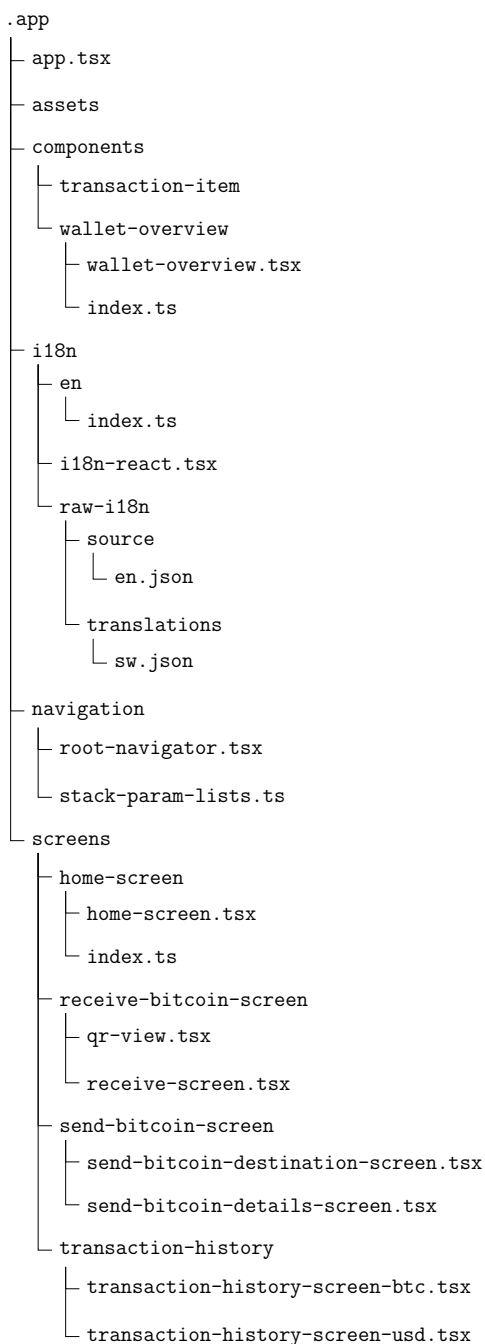 .app
app.tsx
assets
components
transaction-item
wallet-overview
wallet-overview.tsx
index.ts
i18n
en
index.ts
i18n-react.tsx
raw-i18n
source
en.json
translations
sw.json
navigation
root-navigator.tsx
stack-param-lists.ts
screens
home-screen
home-screen.tsx
index.ts
receive-bitcoin-screen
qr-view.tsx
receive-screen.tsx
send-bitcoin-screen
send-bitcoin-destination-screen.tsx
send-bitcoin-details-screen.tsx
transaction-history
transaction-history-screen-btc.tsx
transaction-history-screen-usd.tsx